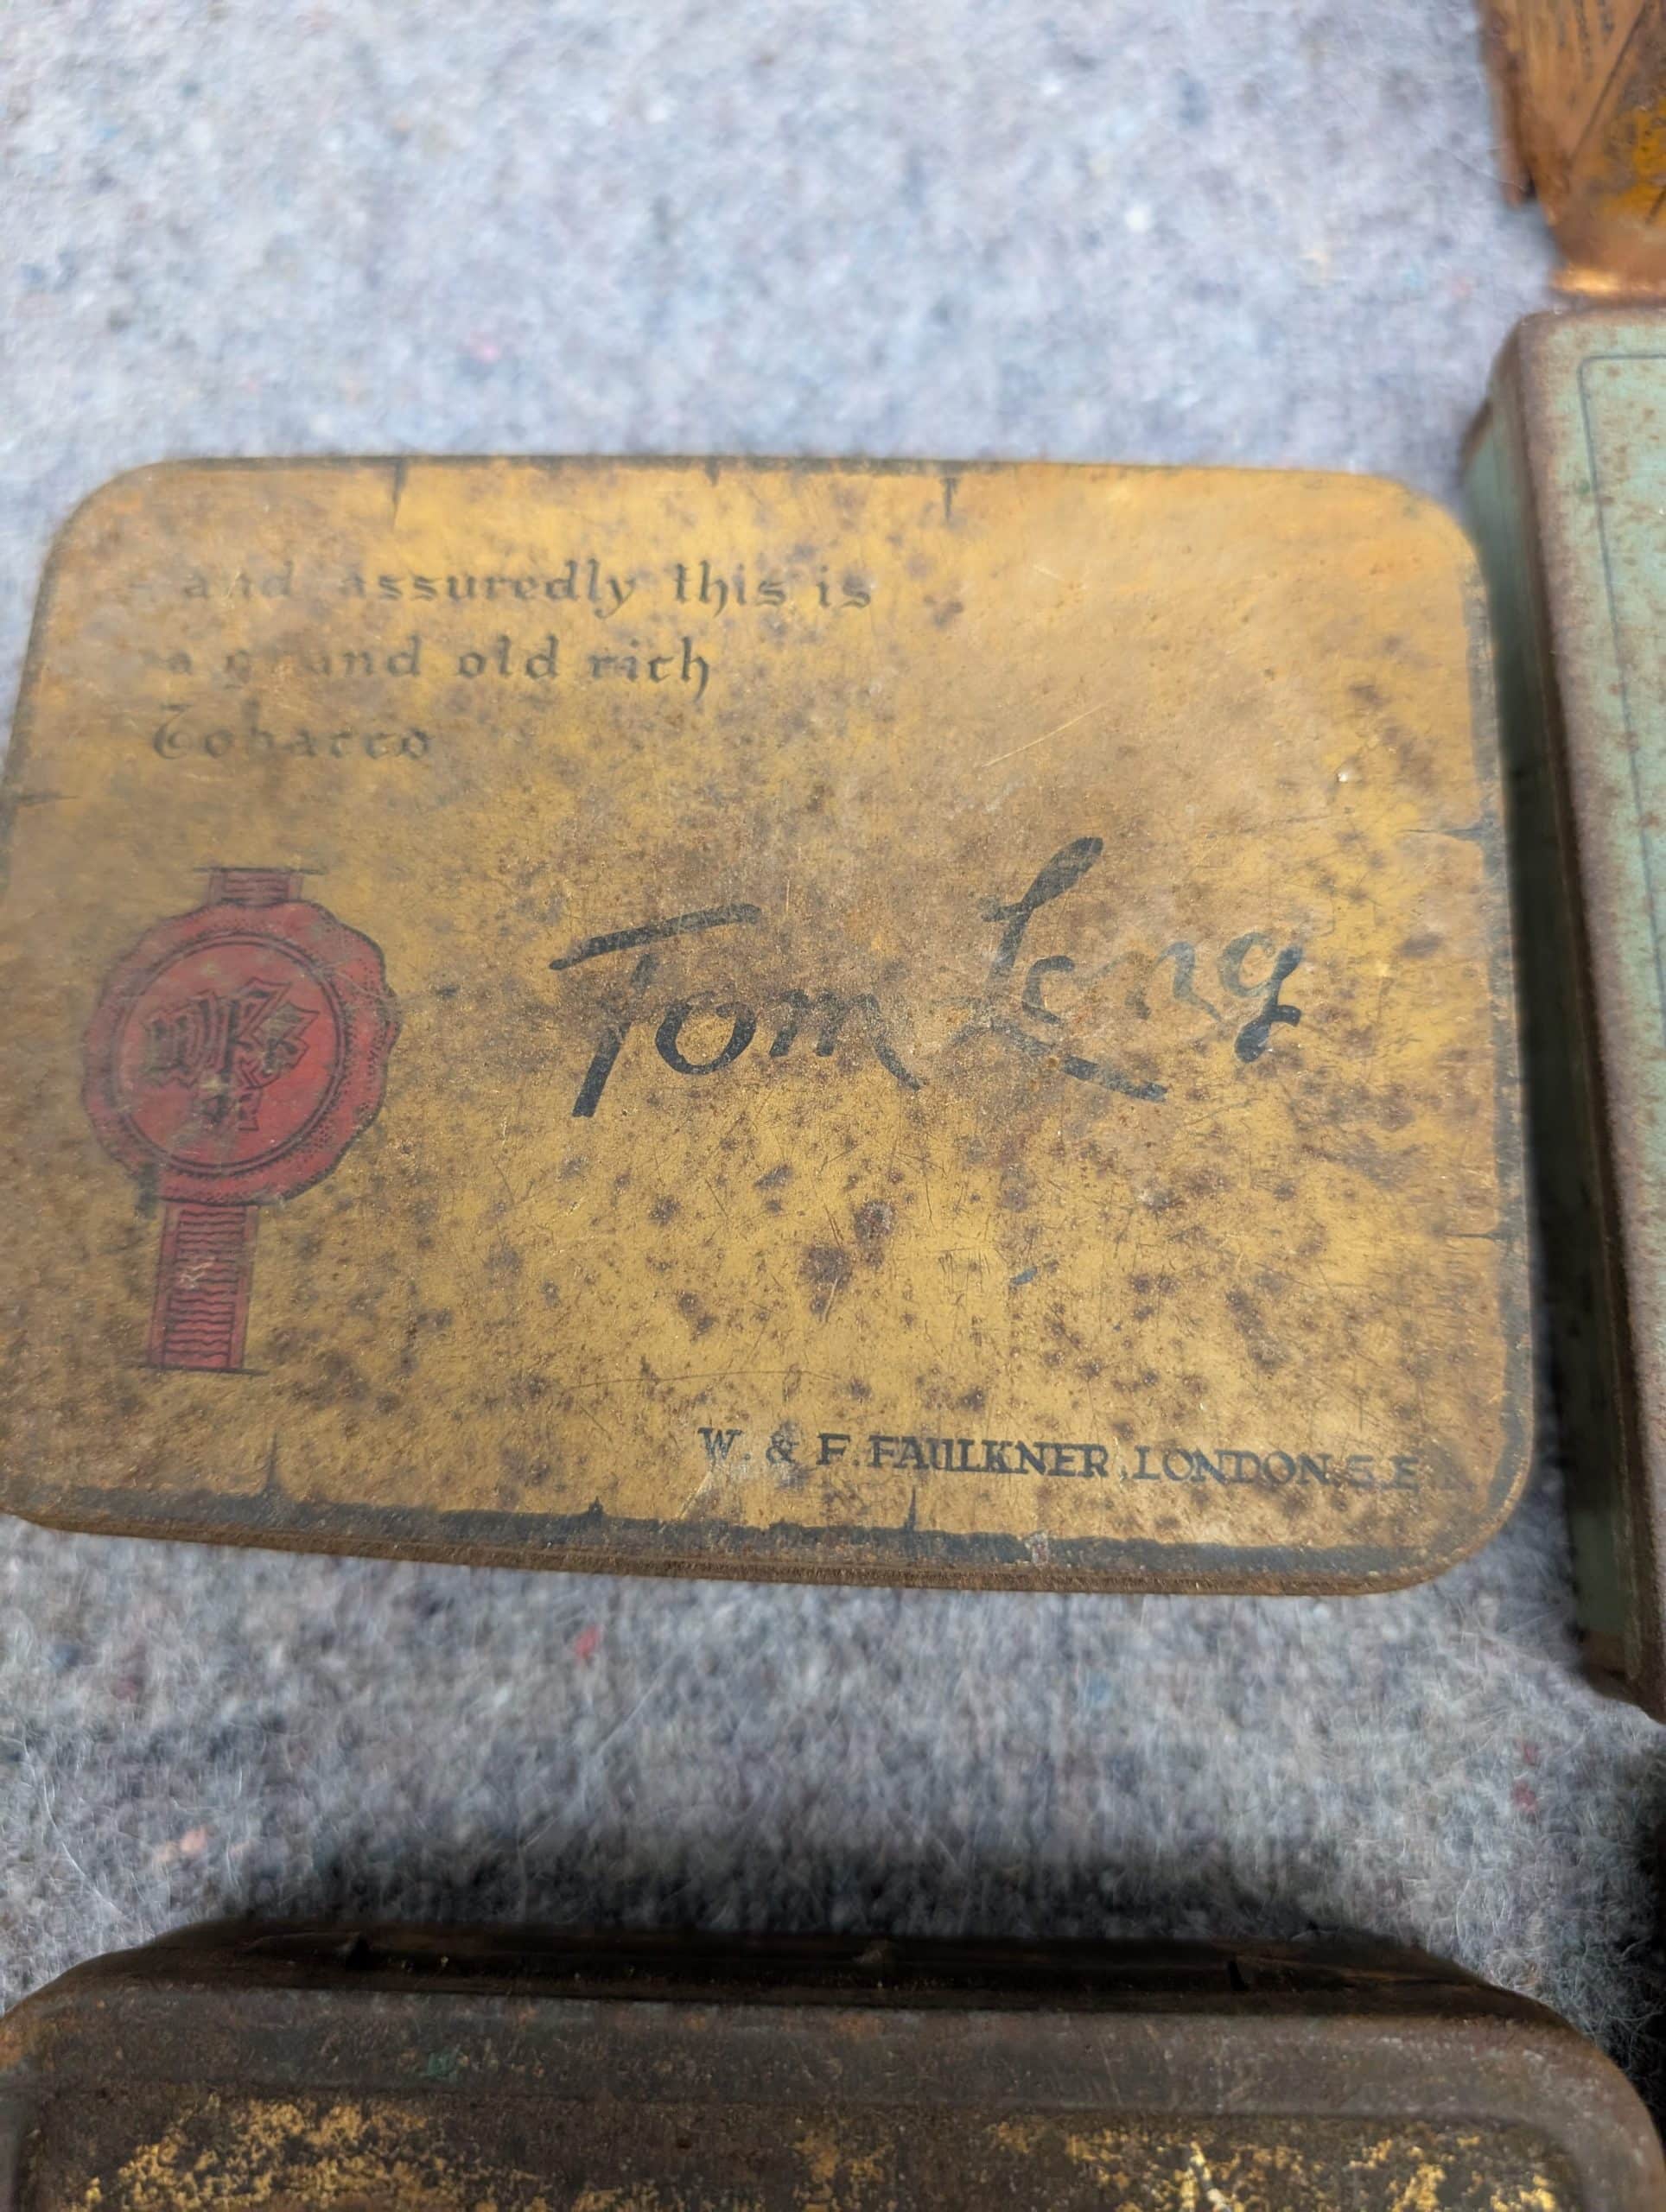 - and assuredly this is
a grand old rich
Tobacco
Tom Long
W. & F. FAULKNER, LONDON, S.E